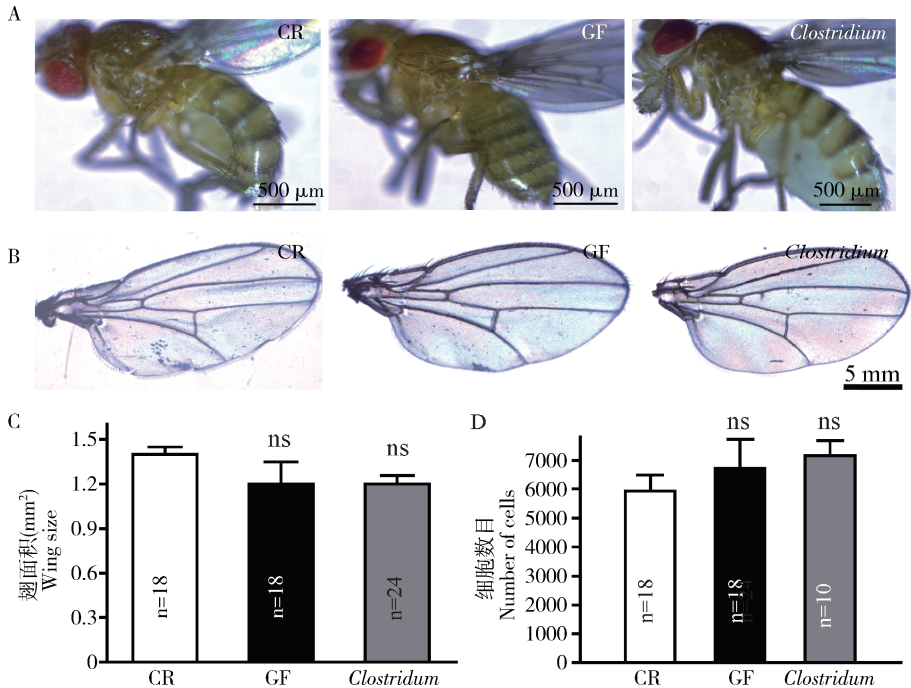 A
CR
GF
Clostridium
500 μm
500 μm
500 μm
B
CR
GF
Clostridium
5 mm
C
翅面积(mm²)
Wing size
1.5
1.2
0.9
0.6
0.3
0
ns
ns
n=18
n=18
n=24
CR
GF
Clostridum
D
细胞数目
Number of cells
7000
6000
5000
4000
3000
2000
1000
0
ns
ns
n=18
n=18
n=24
n=10
CR
GF
Clostridium